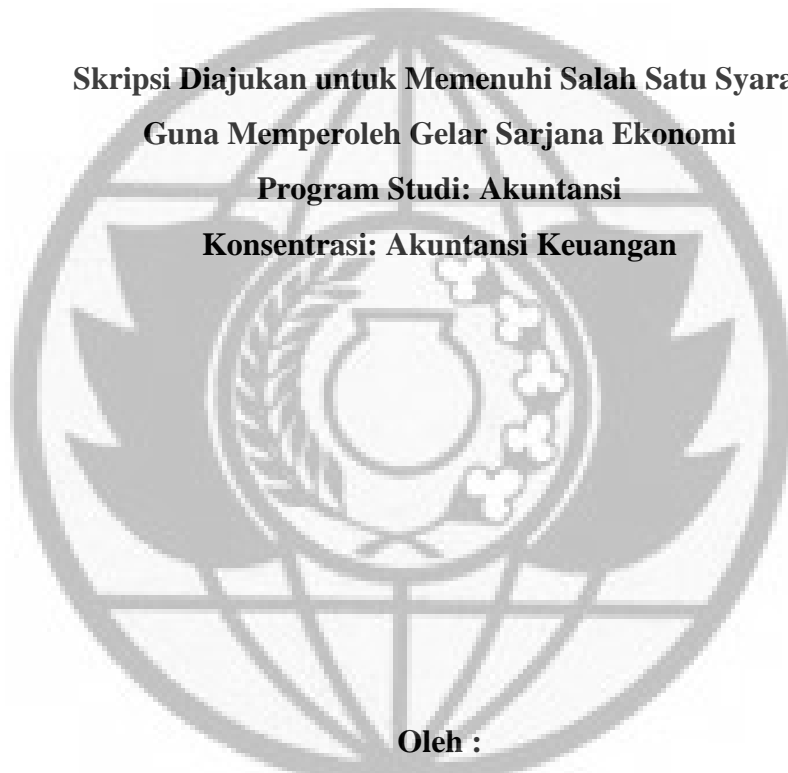 Skripsi Diajukan untuk Memenuhi Salah Satu Syara
Guna Memperoleh Gelar Sarjana Ekonomi
Program Studi: Akuntansi
Konsentrasi: Akuntansi Keuangan
Oleh :